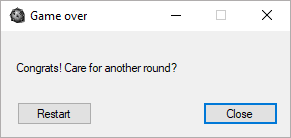 Game over
Congrats! Care for another round?
Restart
Close